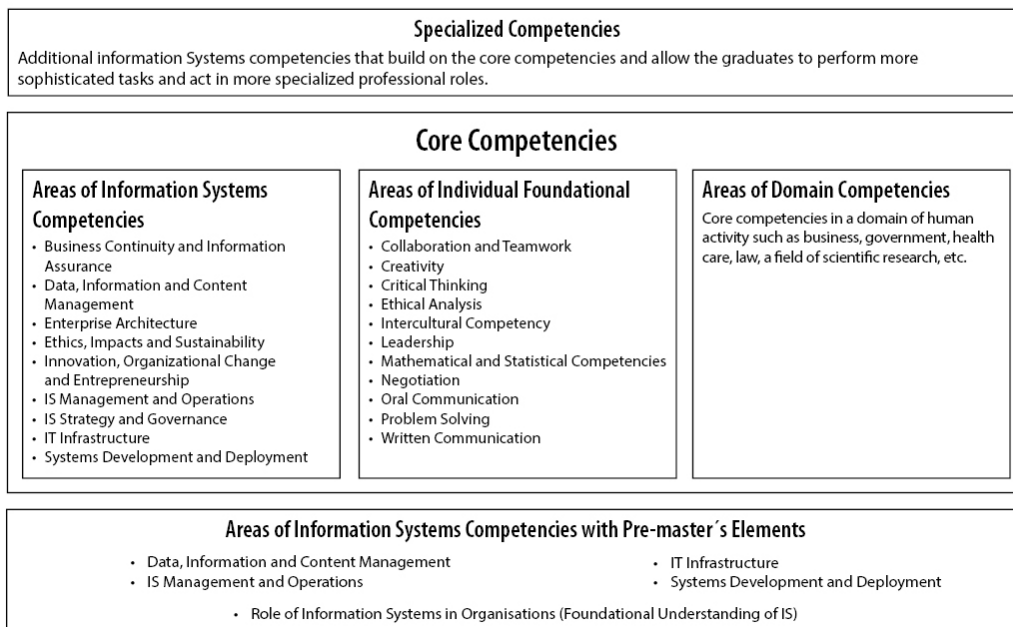 Specialized Competencies
Additional information Systems competencies that build on the core competencies and allow the graduates to perform more
sophisticated tasks and act in more specialized professional roles.
Core Competencies
Areas of Information Systems
Competencies
• Business Continuity and Information
Assurance
• Data, Information and Content
Management
• Enterprise Architecture
• Ethics, Impacts and Sustainability
• Innovation, Organizational Change
and Entrepreneurship
• IS Management and Operations
• IS Strategy and Governance
• IT Infrastructure
• Systems Development and Deployment
Areas of Individual Foundational
Competencies
• Collaboration and Teamwork
• Creativity
• Critical Thinking
• Ethical Analysis
• Intercultural Competency
• Leadership
• Mathematical and Statistical Competencies
• Negotiation
• Oral Communication
• Problem Solving
• Written Communication
Areas of Domain Competencies
Core competencies in a domain of human
activity such as business, government, health
care, law, a field of scientific research, etc.
Areas of Information Systems Competencies with Pre-master´s Elements
• Data, Information and Content Management
• IS Management and Operations
• IT Infrastructure
• Systems Development and Deployment
• Role of Information Systems in Organisations (Foundational Understanding of IS)